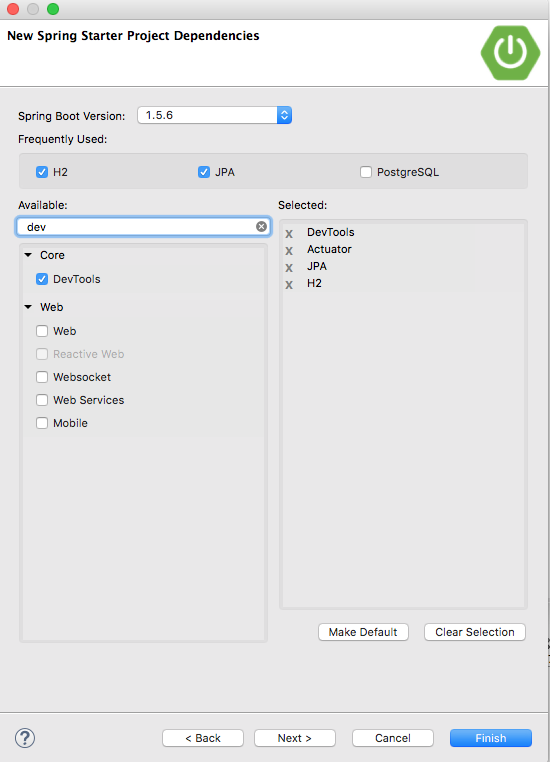 New Spring Starter Project Dependencies
Spring Boot Version: 1.5.6
Frequently Used:
H2 JPA PostgreSQL
Available:
dev
Core
DevTools
Web
Web
Reactive Web
Websocket
Web Services
Mobile
Selected:
X DevTools
X Actuator
X JPA
X H2
Make Default Clear Selection
? < Back Next > Cancel Finish